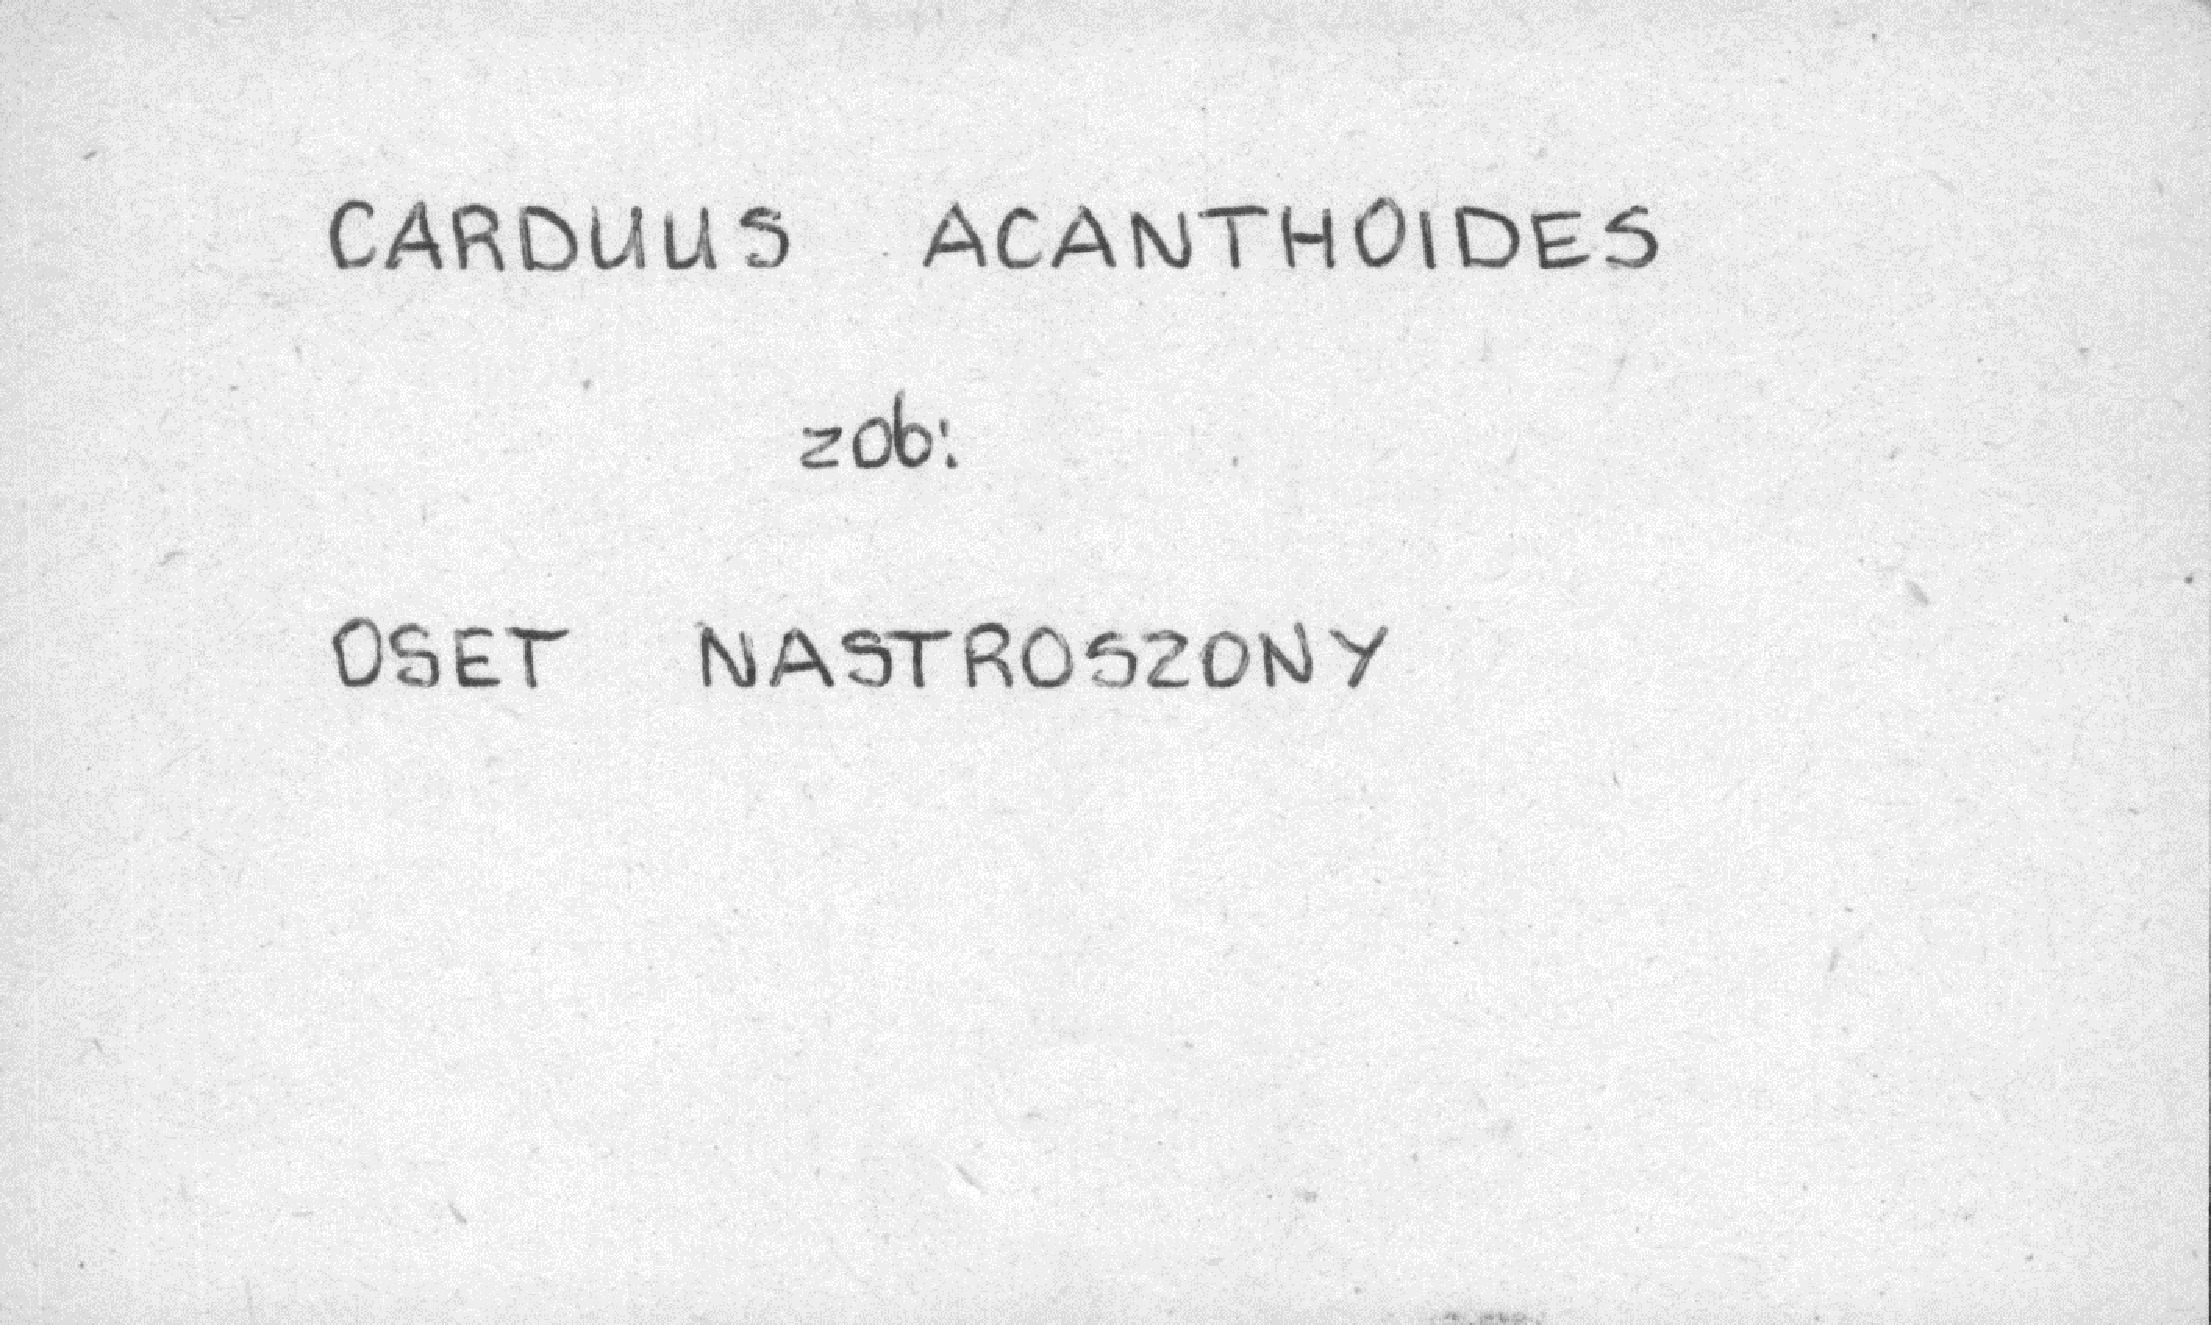 CARDUUS ACANTHOIDES
zob:
OSET NASTROSZONY